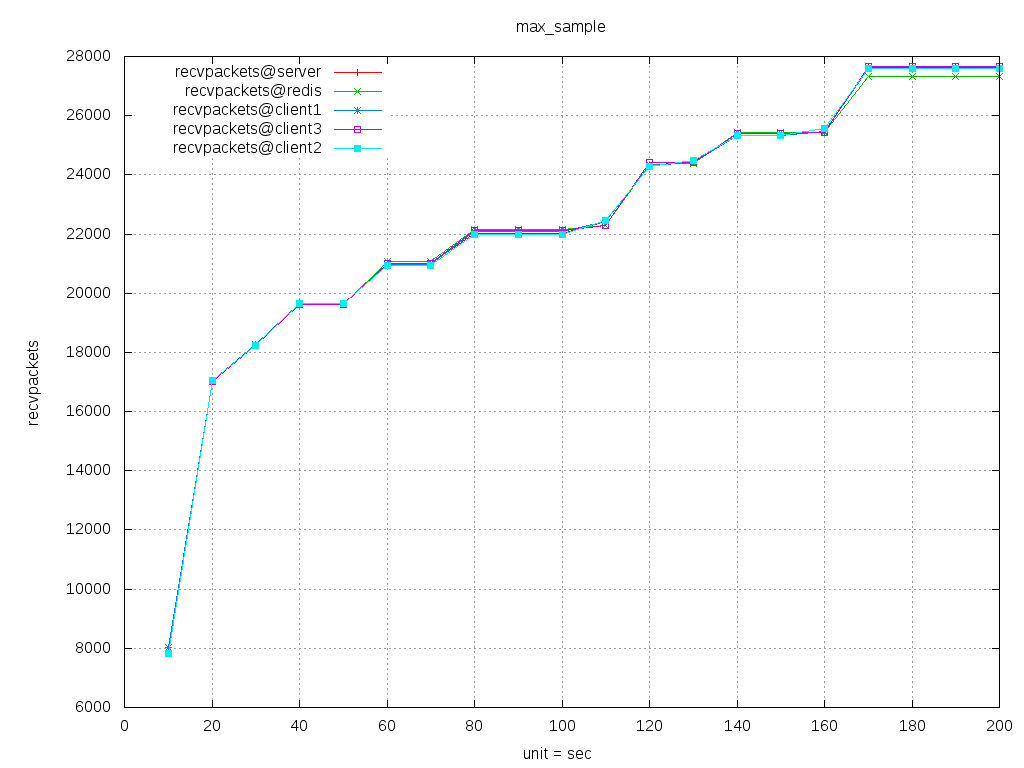 max_sample
28000
26000
24000
22000
20000
18000
16000
14000
12000
10000
8000
6000
recvpackets
recvpackets@server
recvpackets@redis
recvpackets@client1
recvpackets@client3
recvpackets@client2
0 20 40 60 80 100 120 140 160 180 200
unit = sec